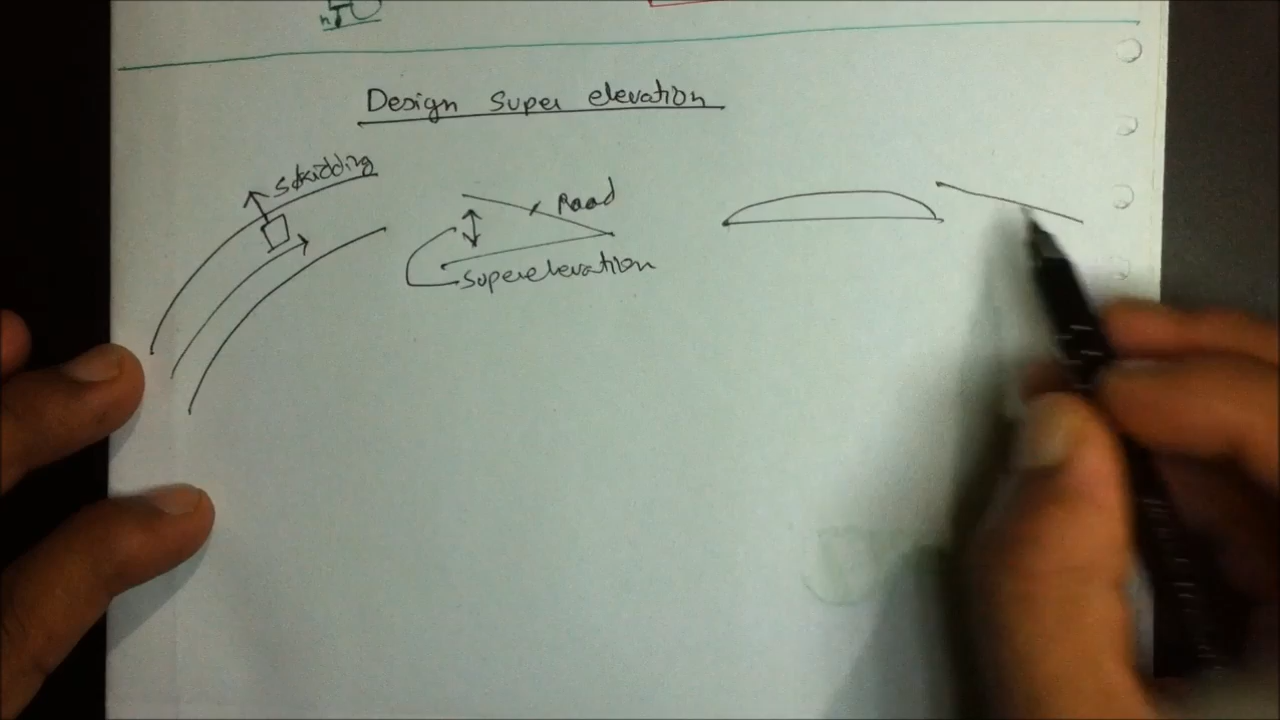 Design Super elevation
Skidding
Road
Superelevation